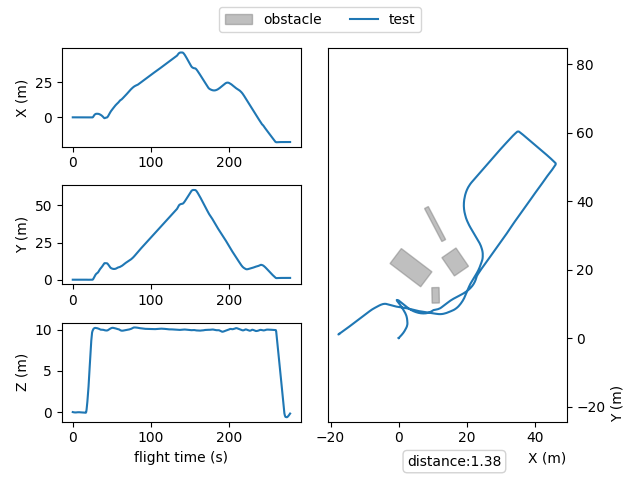 obstacle test
X (m)
25
0
0 100 200
Y (m)
50
25
0
0 100 200
Z (m)
10
5
0
0 100 200
flight time (s)
80
60
40
20
0
−20
Y (m)
−20 0 20 40
X (m)
distance:1.38